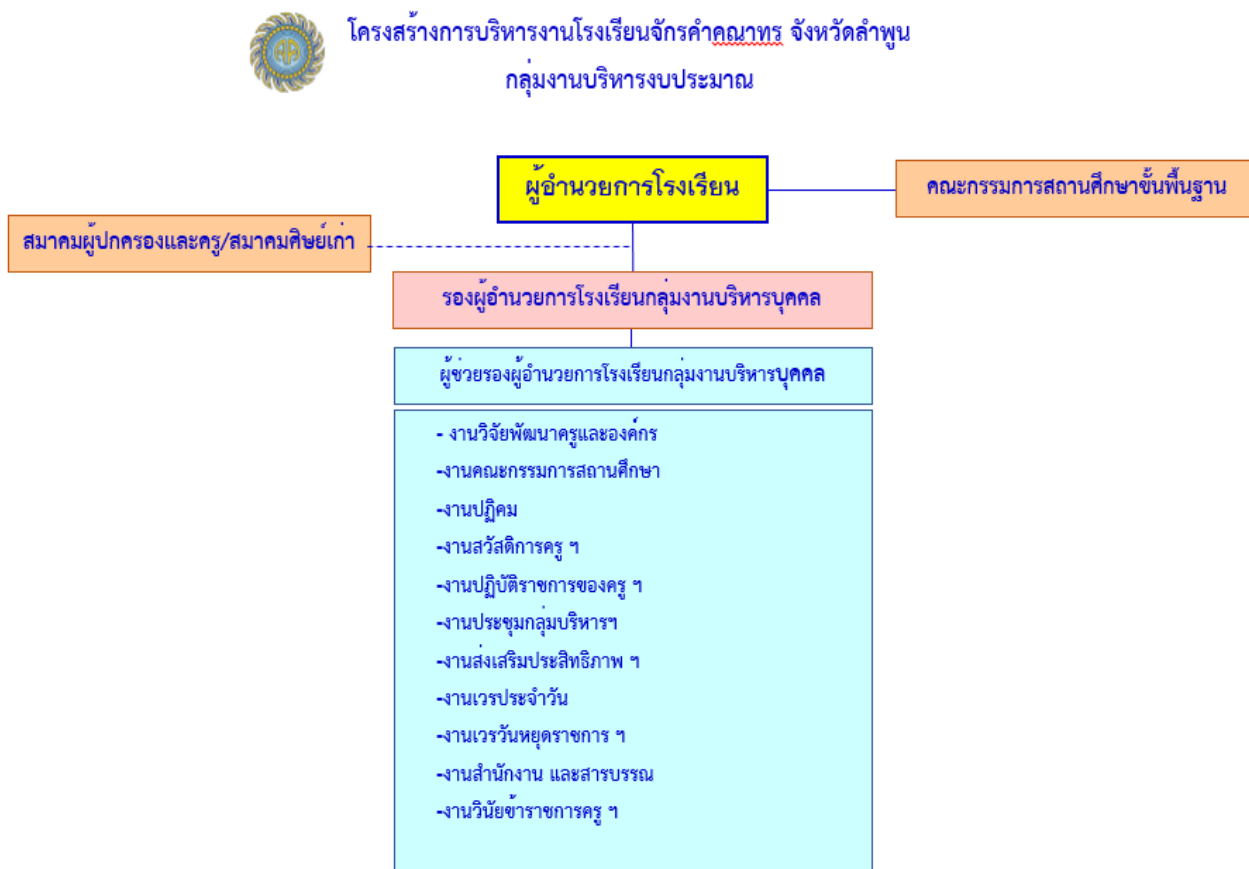 โครงสร้างการบริหารงานโรงเรียนจักรคำคณาทร จังหวัดลำพูน
กลุ่มงานบริหารงบประมาณ
ผู้อำนวยการโรงเรียน
คณะกรรมการสถานศึกษาขั้นพื้นฐาน
สมาคมผู้ปกครองและครู/สมาคมศิษย์เก่า
รองผู้อำนวยการโรงเรียนกลุ่มงานบริหารบุคคล
ผู้ช่วยรองผู้อำนวยการโรงเรียนกลุ่มงานบริหารบุคคล
- งานวิจัยพัฒนาครูและองค์กร
-งานคณะกรรมการสถานศึกษา
-งานปฏิคม
-งานสวัสดิการครู ฯ
-งานปฏิบัติราชการของครู ฯ
-งานประชุมกลุ่มบริหารฯ
-งานส่งเสริมประสิทธิภาพ ฯ
-งานเวรประจำวัน
-งานเวรวันหยุดราชการ ฯ
-งานสำนักงาน และสารบรรณ
-งานวินัยข้าราชการครู ฯ